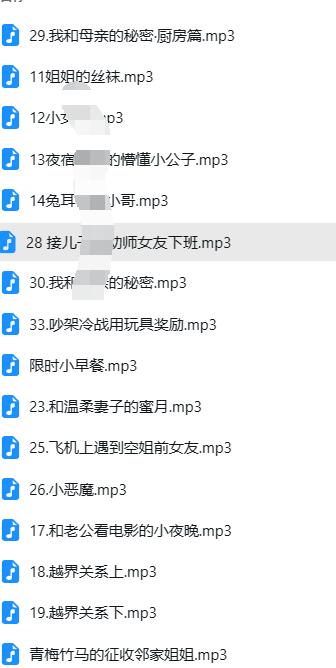 29.我和母亲的秘密·厨房篇.mp3
11姐姐的丝袜.mp3
12小 p3
13夜宿 的懵懂小公子.mp3
14兔耳 小哥.mp3
28 接儿 幼师女友下班.mp3
30.我和 的秘密.mp3
33.吵架冷战用玩具奖励.mp3
限时小早餐.mp3
23.和温柔妻子的蜜月.mp3
25.飞机上遇到空姐前女友.mp3
26.小恶魔.mp3
17.和老公看电影的小夜晚.mp3
18.越界关系上.mp3
19.越界关系下.mp3
青梅竹马的征收邻家姐姐.mp3